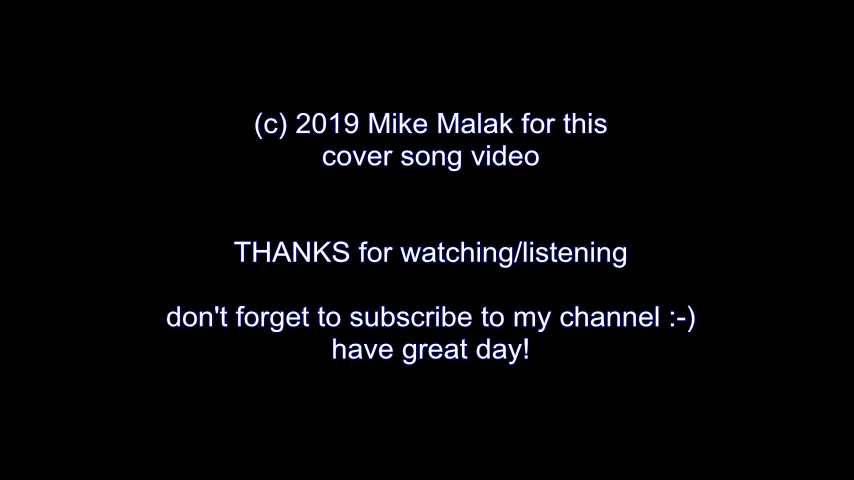 (c) 2019 Mike Malak for this
cover song video
THANKS for watching/listening
don't forget to subscribe to my channel :-)
have great day!